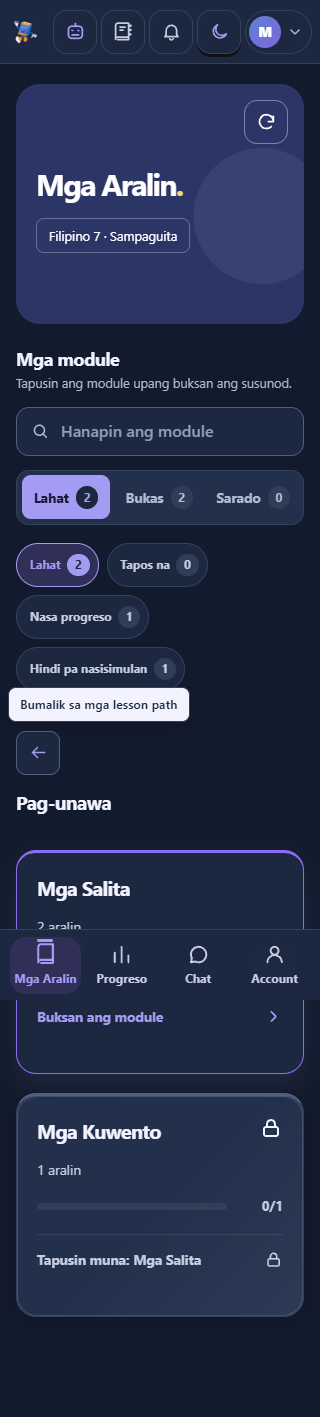 M
Mga Aralin.
Filipino 7 · Sampaguita
Mga module
Tapusin ang module upang buksan ang susunod.
Hanapin ang module
Lahat 2 Bukas 2 Sarado 0
Lahat 2 Tapos na 0
Nasa progreso 1
Hindi pa nasisimulan 1
Bumalik sa mga lesson path
Pag-unawa
Mga Salita
2 aralin
Mga Aralin Progreso Chat Account
Buksan ang module
Mga Kuwento
1 aralin
0/1
Tapusin muna: Mga Salita